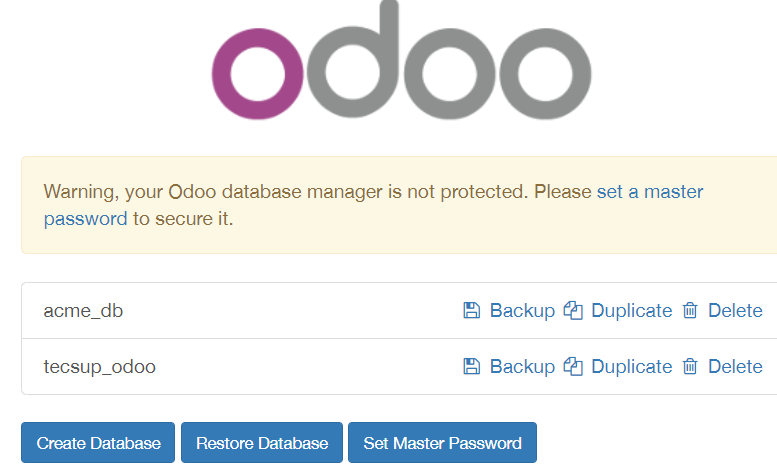 odoo
Warning, your Odoo database manager is not protected. Please set a master
password to secure it.
acme_db Backup Duplicate Delete
tecsup_odoo Backup Duplicate Delete
Create Database Restore Database Set Master Password